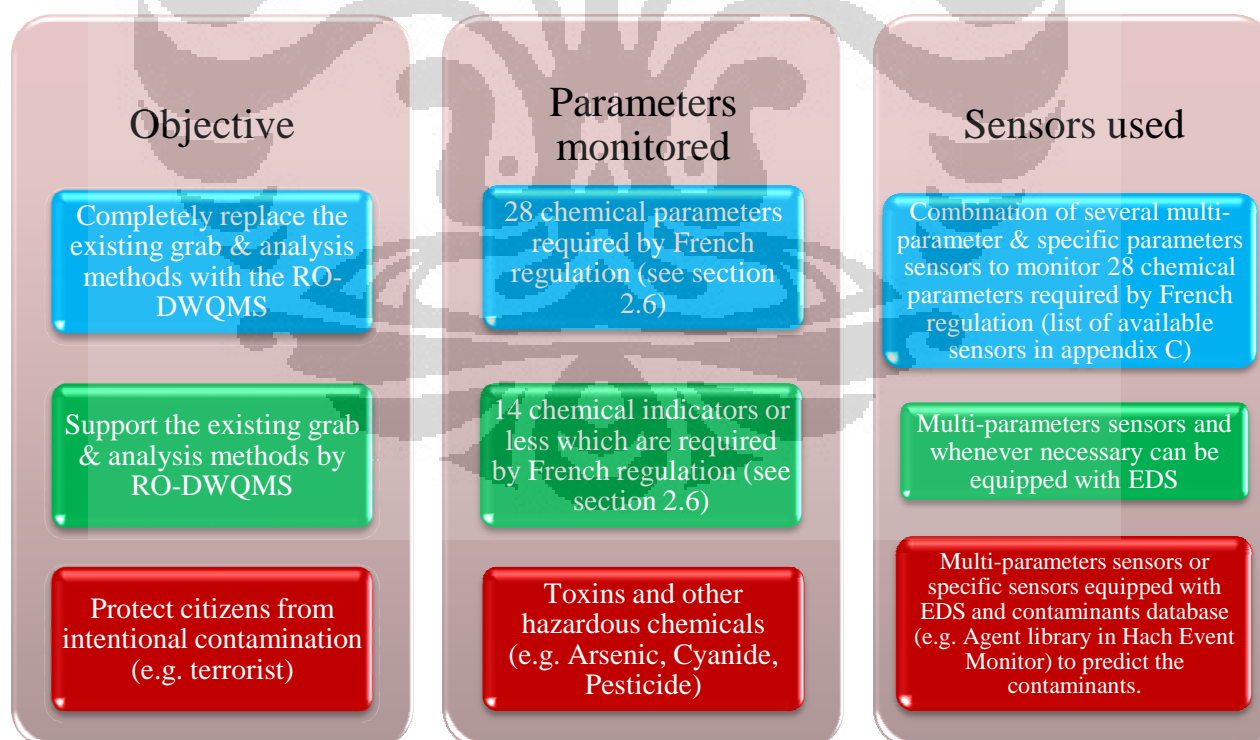 Objective
Completely replace the
existing grab & analysis
methods with the RO-
DWQMS
Support the existing grab
& analysis methods by
RO-DWQMS
Protect citizens from
intentional contamination
(e.g. terrorist)
Parameters
monitored
28 chemical parameters
required by French
regulation (see section
2.6)
14 chemical indicators or
less which are required
by French regulation (see
section 2.6)
Toxins and other
hazardous chemicals
(e.g. Arsenic, Cyanide,
Pesticide)
Sensors used
Combination of several multi-
parameter & specific parameters
sensors to monitor 28 chemical
parameters required by French
regulation (list of available
sensors in appendix C)
Multi-parameters sensors and
whenever necessary can be
equipped with EDS
Multi-parameters sensors or
specific sensors equipped with
EDS and contaminants database
(e.g. Agent library in Hach Event
Monitor) to predict the
contaminants.